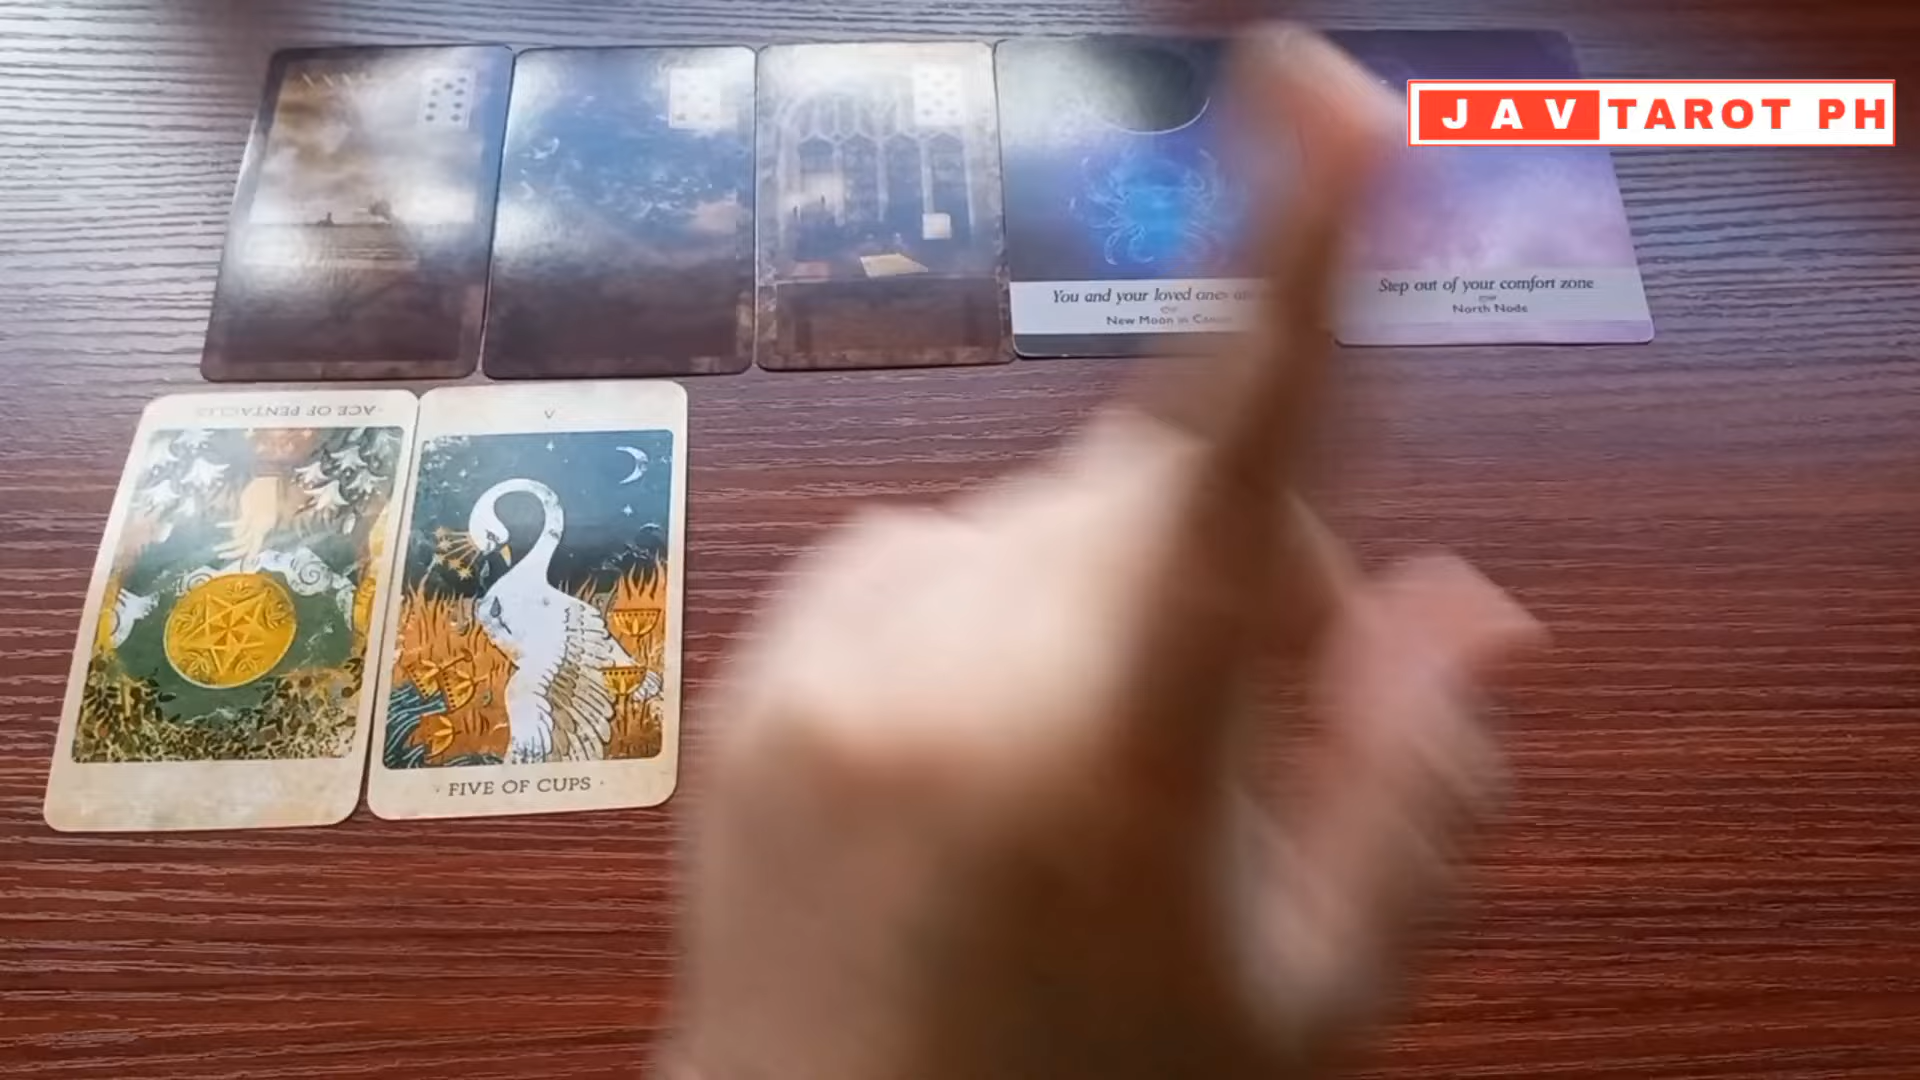 JAV TAROT PH
You and your loved ones
New Moon in
Step out of your comfort zone
North Node
ACE OF PENTACLES
V
FIVE OF CUPS